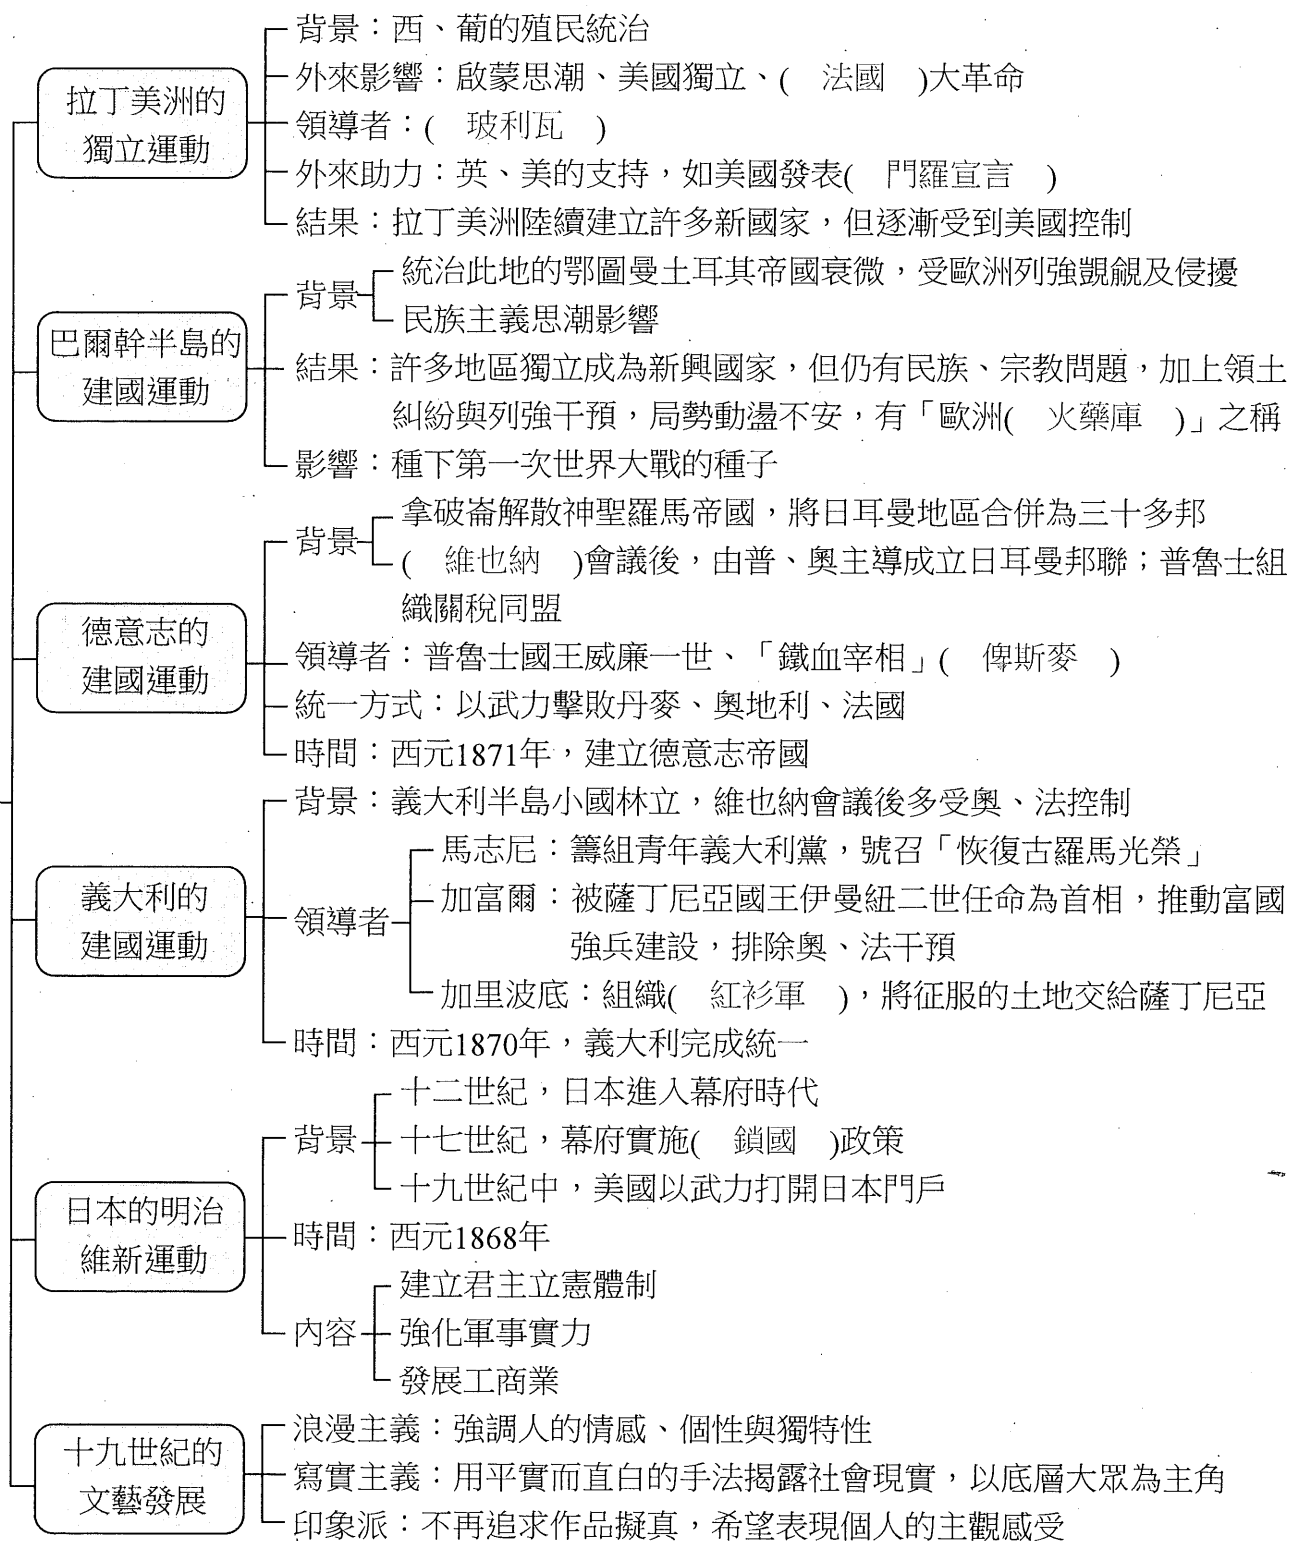 拉丁美洲的
獨立運動
背景：西、葡的殖民統治
外來影響：啟蒙思潮、美國獨立、(　法國　)大革命
領導者：(　玻利瓦　)
外來助力：英、美的支持，如美國發表(　門羅宣言　)
結果：拉丁美洲陸續建立許多新國家，但逐漸受到美國控制
巴爾幹半島的
建國運動
背景
統治此地的鄂圖曼土耳其帝國衰微，受歐洲列強覬覦及侵擾
民族主義思潮影響
結果：許多地區獨立成為新興國家，但仍有民族、宗教問題，加上領土
糾紛與列強干預，局勢動盪不安，有「歐洲(　火藥庫　)」之稱
影響：種下第一次世界大戰的種子
德意志的
建國運動
背景
拿破崙解散神聖羅馬帝國，將日耳曼地區合併為三十多邦
(　維也納　)會議後，由普、奧主導成立日耳曼邦聯；普魯士組
織關稅同盟
領導者：普魯士國王威廉一世、「鐵血宰相」(　俾斯麥　)
統一方式：以武力擊敗丹麥、奧地利、法國
時間：西元1871年，建立德意志帝國
義大利的
建國運動
背景：義大利半島小國林立，維也納會議後多受奧、法控制
領導者
馬志尼：籌組青年義大利黨，號召「恢復古羅馬光榮」
加富爾：被薩丁尼亞國王伊曼紐二世任命為首相，推動富國
強兵建設，排除奧、法干預
加里波底：組織(　紅衫軍　)，將征服的土地交給薩丁尼亞
時間：西元1870年，義大利完成統一
日本的明治
維新運動
背景
十二世紀，日本進入幕府時代
十七世紀，幕府實施(　鎖國　)政策
十九世紀中，美國以武力打開日本門戶
時間：西元1868年
內容
建立君主立憲體制
強化軍事實力
發展工商業
十九世紀的
文藝發展
浪漫主義：強調人的情感、個性與獨特性
寫實主義：用平實而直白的手法揭露社會現實，以底層大眾為主角
印象派：不再追求作品擬真，希望表現個人的主觀感受